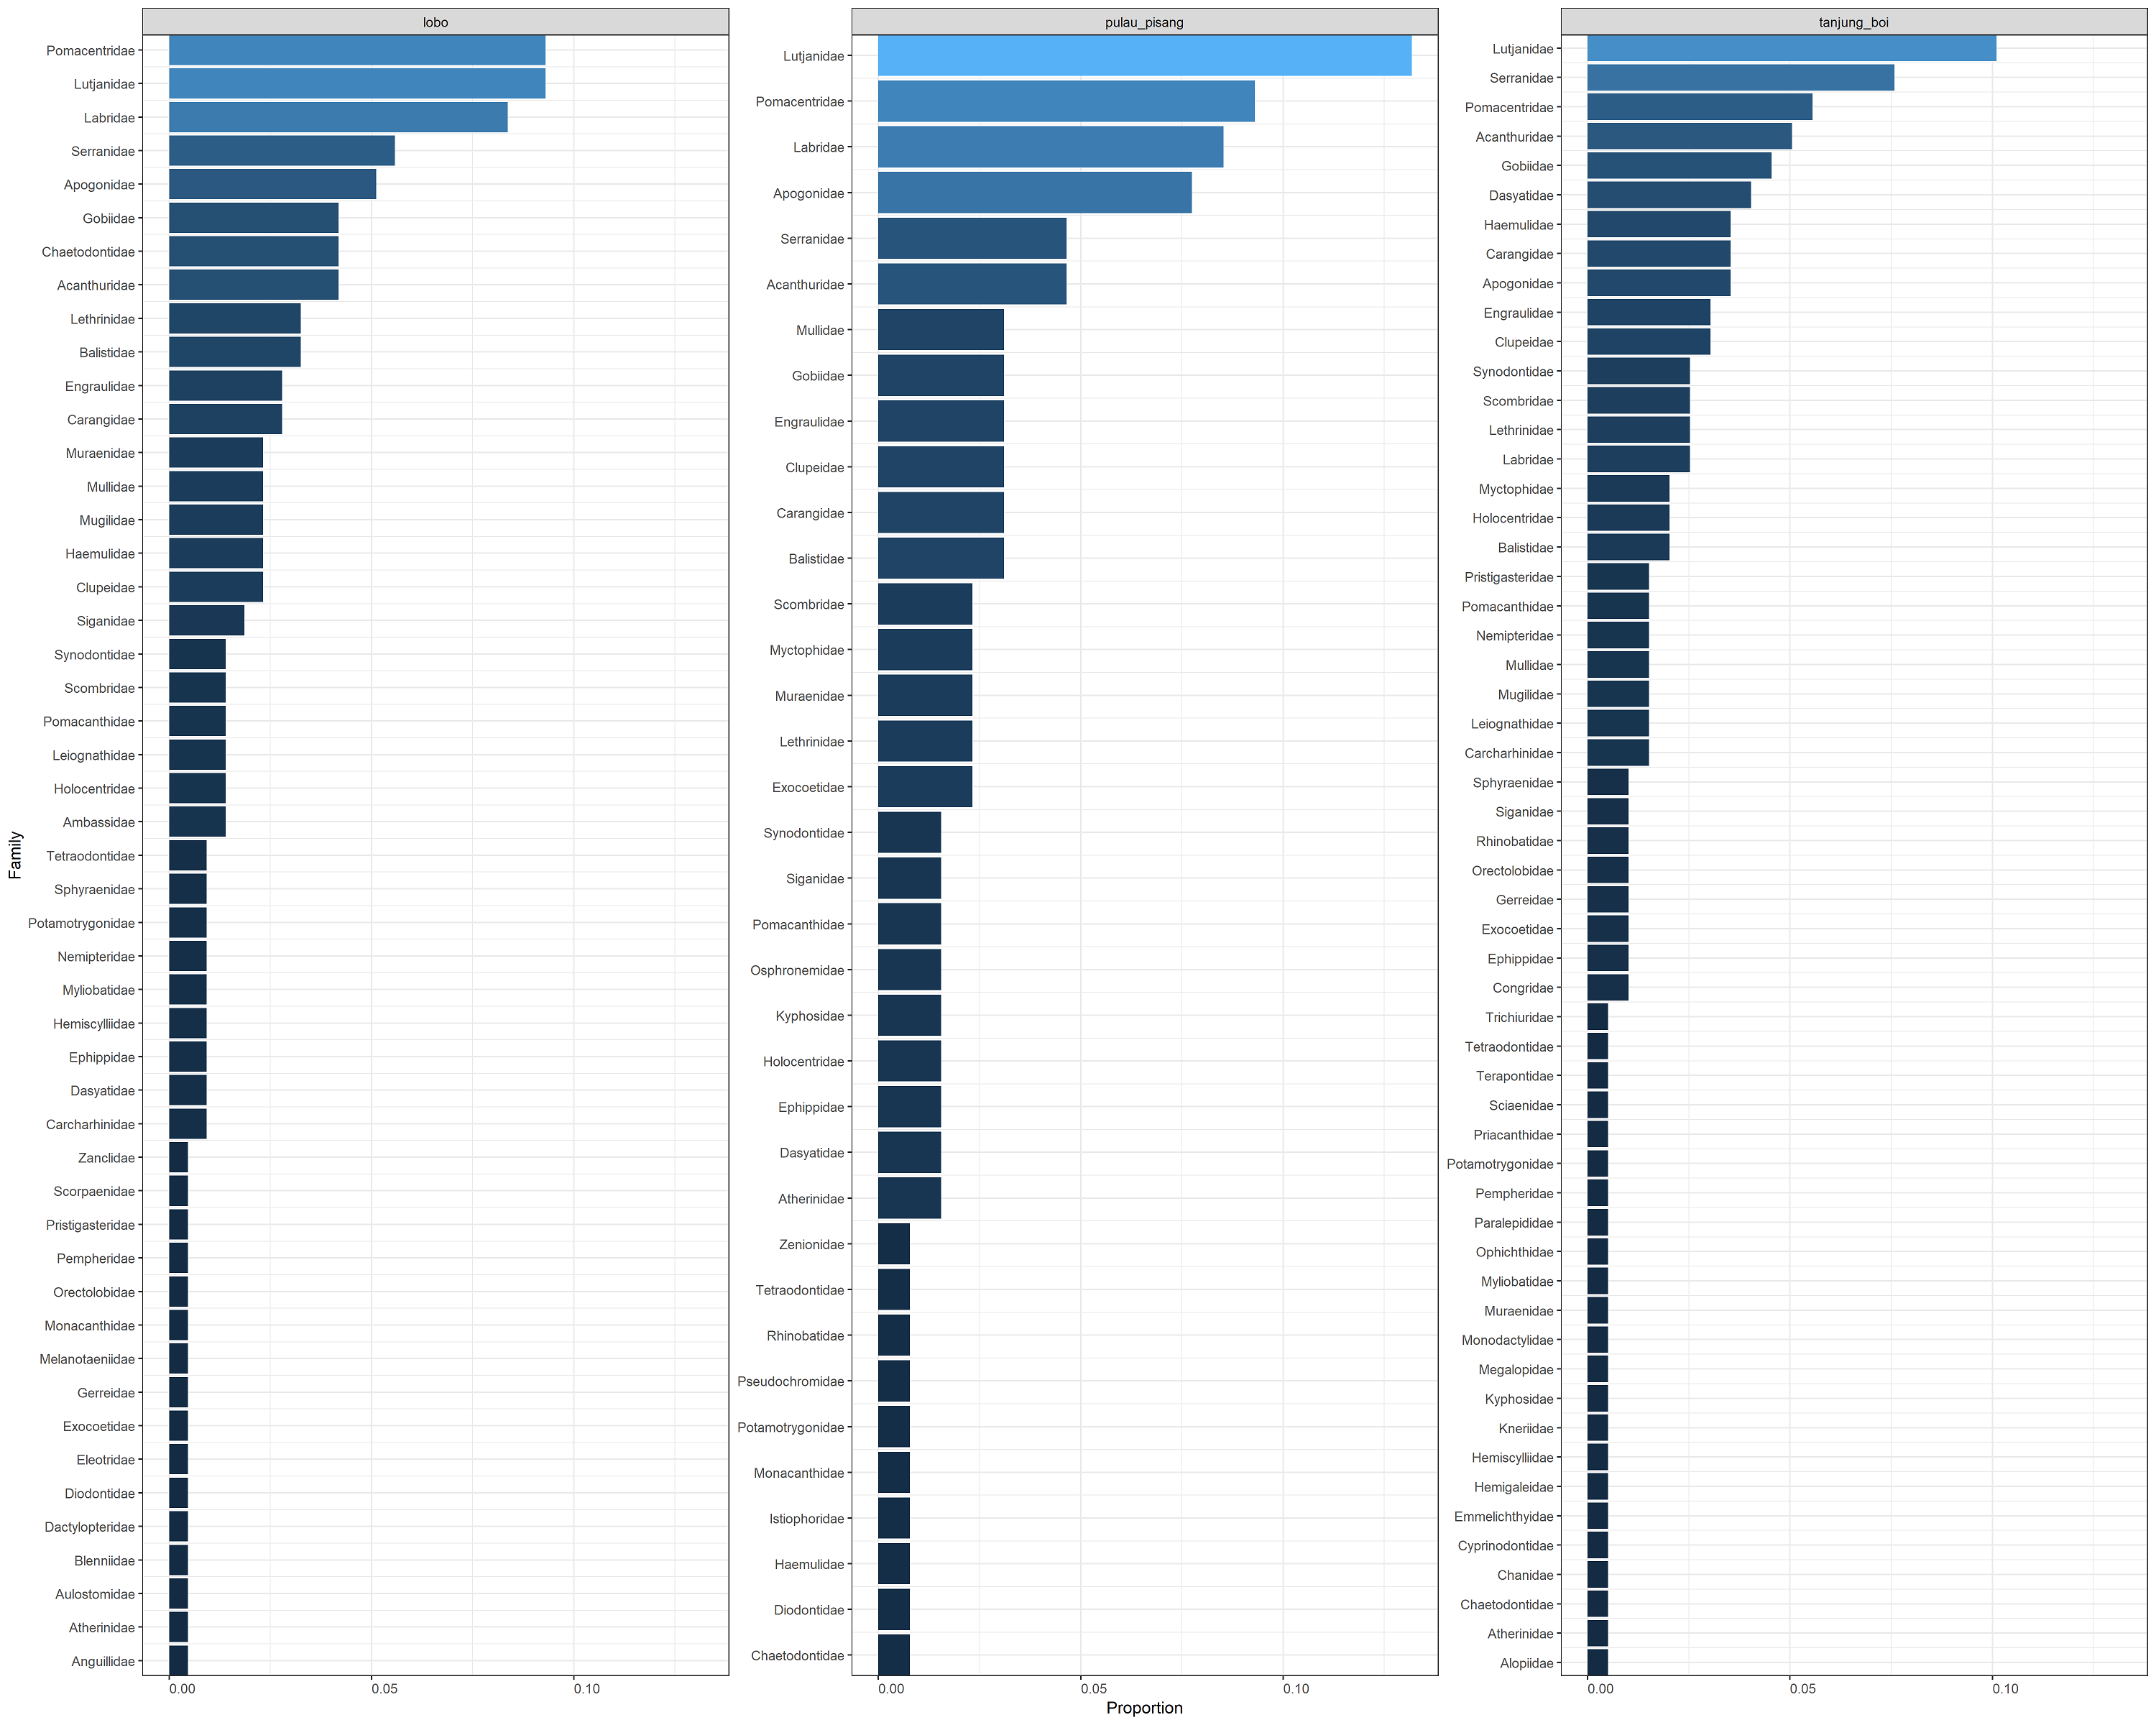 lobo
Pomacentridae
Lutjanidae
Labridae
Serranidae
Apogonidae
Gobiidae
Chaetodontidae
Acanthuridae
Lethrinidae
Balistidae
Engraulidae
Carangidae
Muraenidae
Mullidae
Mugilidae
Haemulidae
Clupeidae
Siganidae
Synodontidae
Scombridae
Pomacanthidae
Leiognathidae
Holocentridae
Ambassidae
Tetraodontidae
Sphyraenidae
Potamotrygonidae
Nemipteridae
Myliobatidae
Hemiscylliidae
Ephippidae
Dasyatidae
Carcharhinidae
Zanclidae
Scorpaenidae
Pristigasteridae
Pempheridae
Orectolobidae
Monacanthidae
Melanotaeniidae
Gerreidae
Exocoetidae
Eleotridae
Diodontidae
Dactylopteridae
Blenniidae
Aulostomidae
Atherinidae
Anguillidae
0.00 0.05 0.10
pulau_pisang
Lutjanidae
Pomacentridae
Labridae
Apogonidae
Serranidae
Acanthuridae
Mullidae
Gobiidae
Engraulidae
Clupeidae
Carangidae
Balistidae
Scombridae
Myctophidae
Muraenidae
Lethrinidae
Exocoetidae
Synodontidae
Siganidae
Pomacanthidae
Osphronemidae
Kyphosidae
Holocentridae
Ephippidae
Dasyatidae
Atherinidae
Zenionidae
Tetraodontidae
Rhinobatidae
Pseudochromidae
Potamotrygonidae
Monacanthidae
Istiophoridae
Haemulidae
Diodontidae
Chaetodontidae
0.00 0.05 0.10
tanjung_boi
Lutjanidae
Serranidae
Pomacentridae
Acanthuridae
Gobiidae
Dasyatidae
Haemulidae
Carangidae
Apogonidae
Engraulidae
Clupeidae
Synodontidae
Scombridae
Lethrinidae
Labridae
Myctophidae
Holocentridae
Balistidae
Pristigasteridae
Pomacanthidae
Nemipteridae
Mullidae
Mugilidae
Leiognathidae
Carcharhinidae
Sphyraenidae
Siganidae
Rhinobatidae
Orectolobidae
Gerreidae
Exocoetidae
Ephippidae
Congridae
Trichiuridae
Tetraodontidae
Terapontidae
Sciaenidae
Priacanthidae
Potamotrygonidae
Pempheridae
Paralepididae
Ophichthidae
Myliobatidae
Muraenidae
Monodactylidae
Megalopidae
Kyphosidae
Kneriidae
Hemiscylliidae
Hemigaleidae
Emmelichthyidae
Cyprinodontidae
Chanidae
Chaetodontidae
Atherinidae
Alopiidae
0.00 0.05 0.10
Family
Proportion